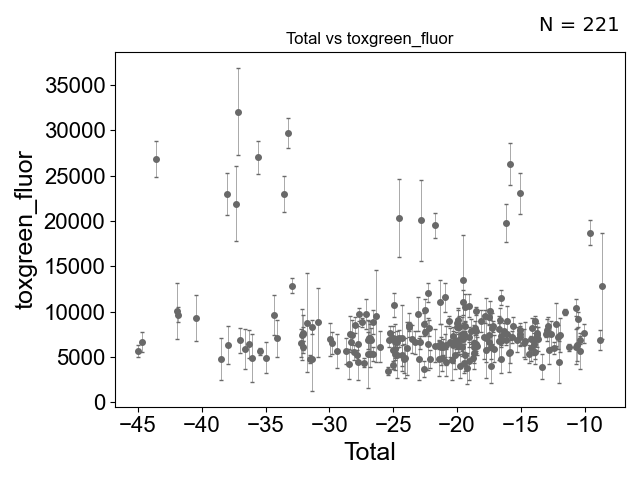 N = 221
Total vs toxgreen_fluor
35000
30000
25000
20000
15000
10000
5000
0
toxgreen_fluor
−45 −40 −35 −30 −25 −20 −15 −10
Total